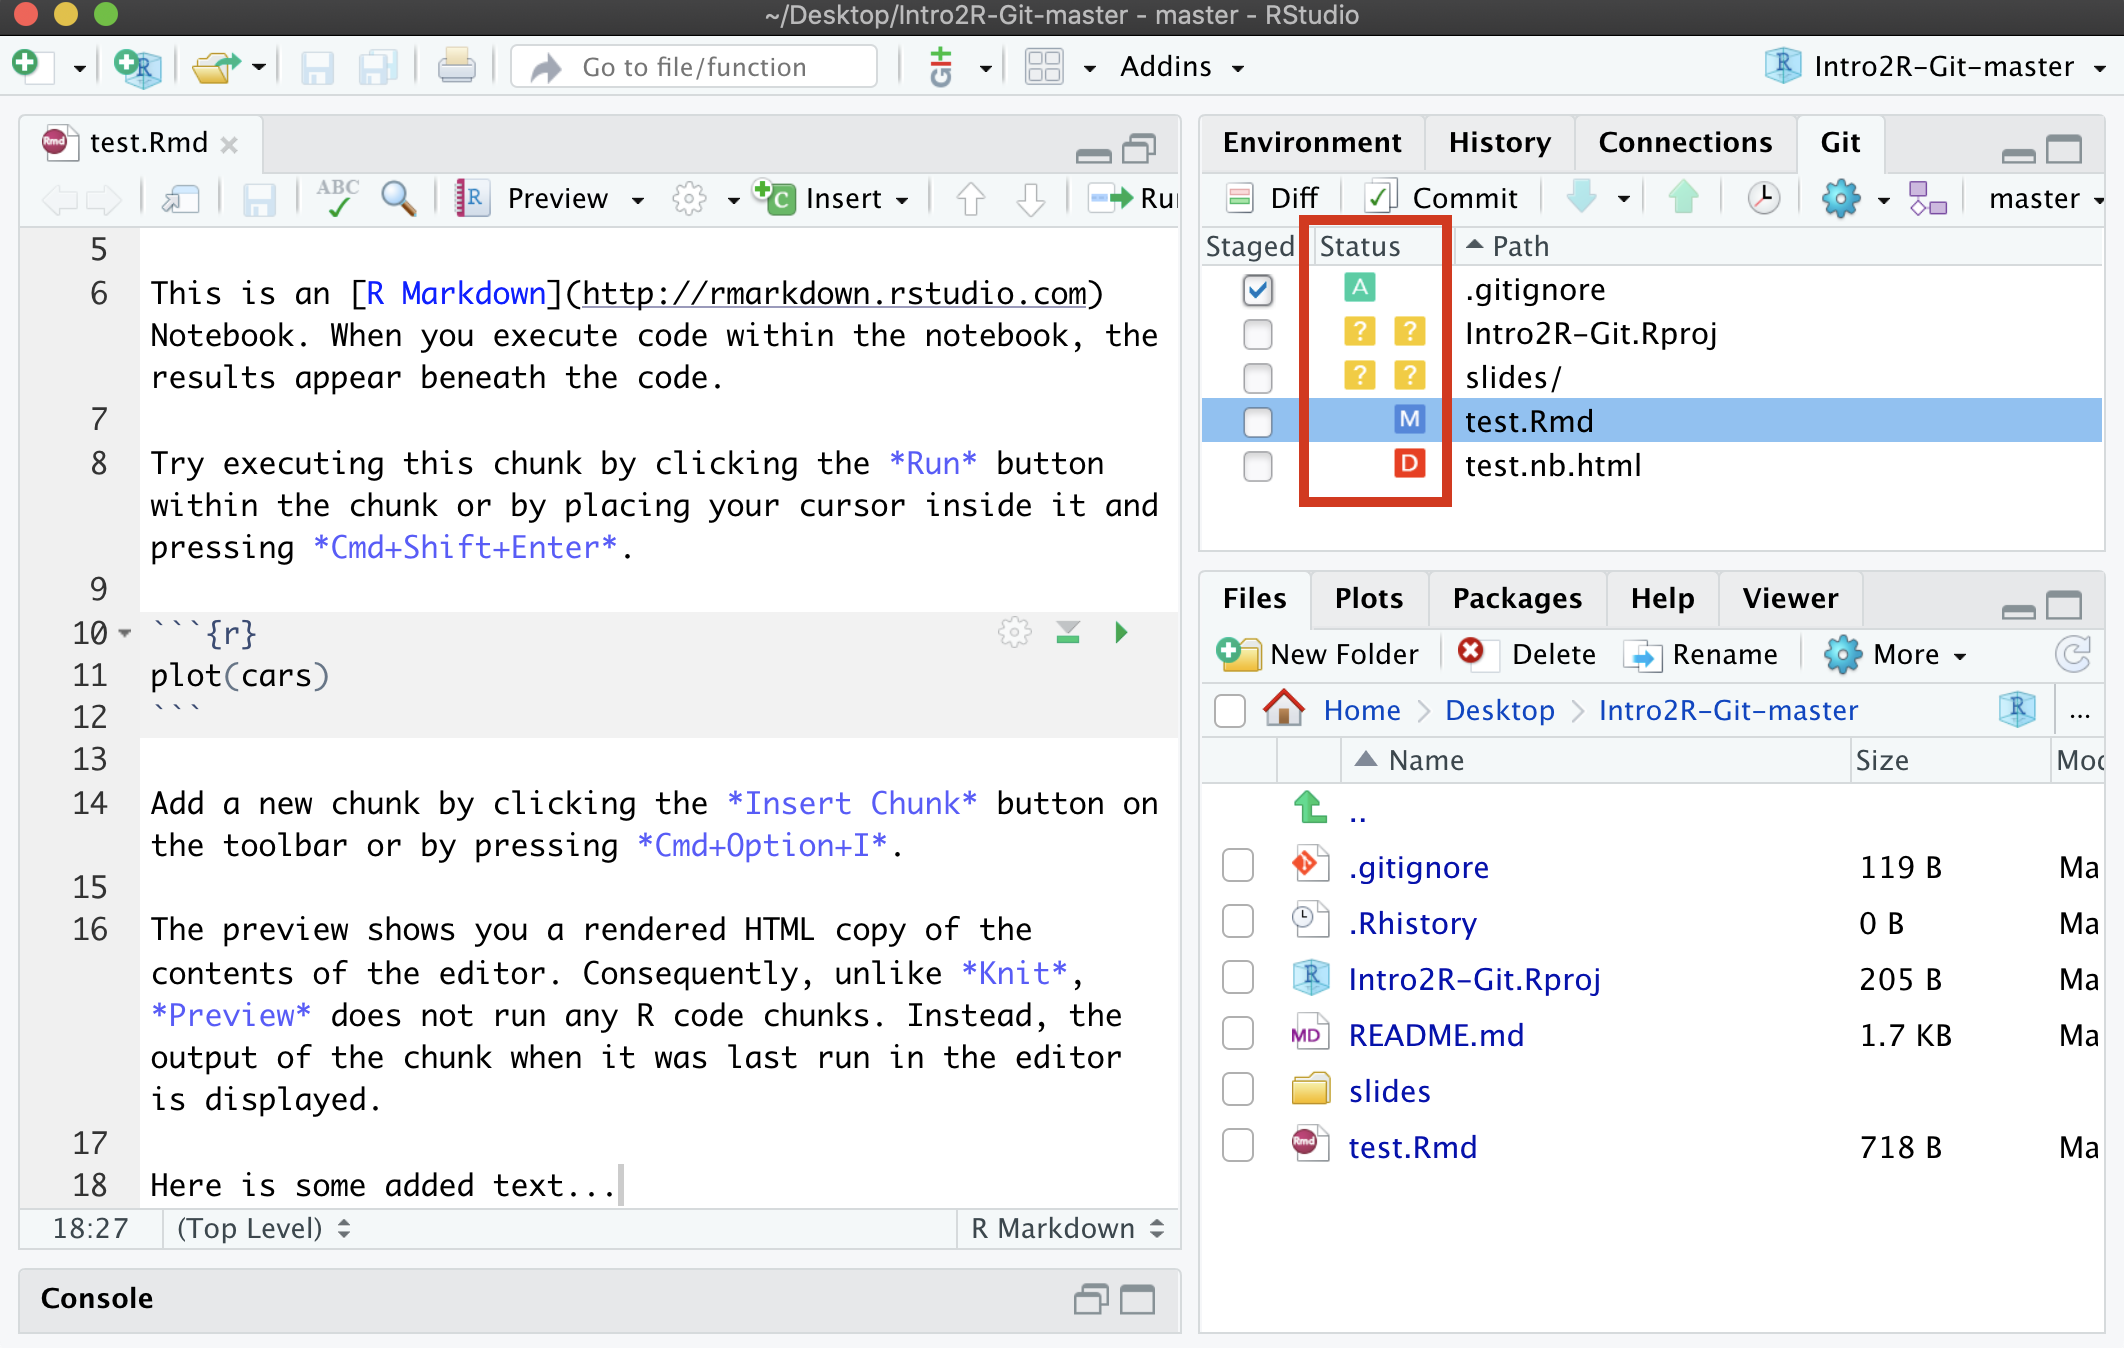 ~/Desktop/Intro2R-Git-master - master - RStudio
Go to file/function
Addins
Intro2R-Git-master
test.Rmd
ABC
Preview
Insert
Run
5
6 This is an [R Markdown](http://rmarkdown.rstudio.com)
Notebook. When you execute code within the notebook, the
results appear beneath the code.
7
8 Try executing this chunk by clicking the *Run* button
within the chunk or by placing your cursor inside it and
pressing *Cmd+Shift+Enter*.
9
10 ```{r}
11 plot(cars)
12 ```
13
14 Add a new chunk by clicking the *Insert Chunk* button on
the toolbar or by pressing *Cmd+Option+I*.
15
16 The preview shows you a rendered HTML copy of the
contents of the editor. Consequently, unlike *Knit*,
*Preview* does not run any R code chunks. Instead, the
output of the chunk when it was last run in the editor
is displayed.
17
18 Here is some added text...
18:27 (Top Level) R Markdown
Console
Environment History Connections Git
Diff Commit master
Staged Status Path
A .gitignore
? ? Intro2R-Git.Rproj
? ? slides/
M test.Rmd
D test.nb.html
Files Plots Packages Help Viewer
New Folder Delete Rename More
Home Desktop Intro2R-Git-master ...
Name Size Mod
..
.gitignore 119 B Ma
.Rhistory 0 B Ma
Intro2R-Git.Rproj 205 B Ma
MD README.md 1.7 KB Ma
slides
Rmd test.Rmd 718 B Ma